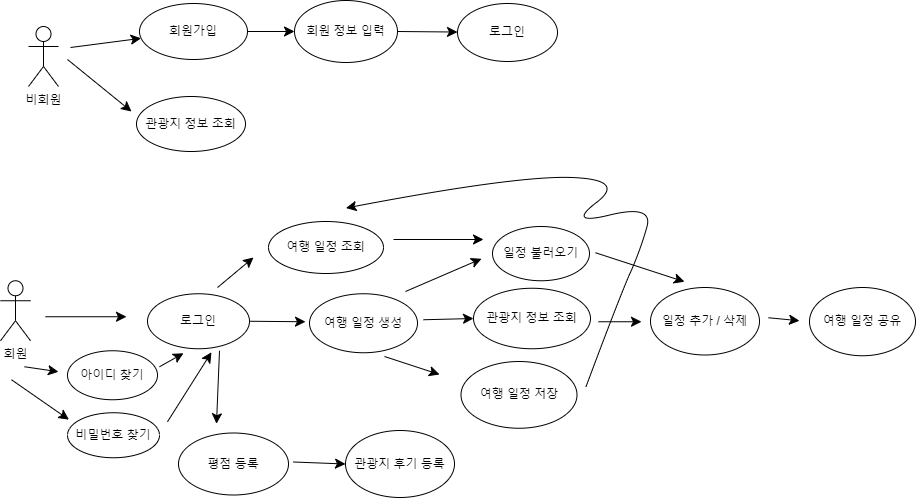 회원가입
회원 정보 입력
로그인
비회원
관광지 정보 조회
여행 일정 조회
일정 불러오기
로그인
여행 일정 생성
관광지 정보 조회
일정 추가 / 삭제
여행 일정 공유
회원
아이디 찾기
여행 일정 저장
비밀번호 찾기
평점 등록
관광지 후기 등록